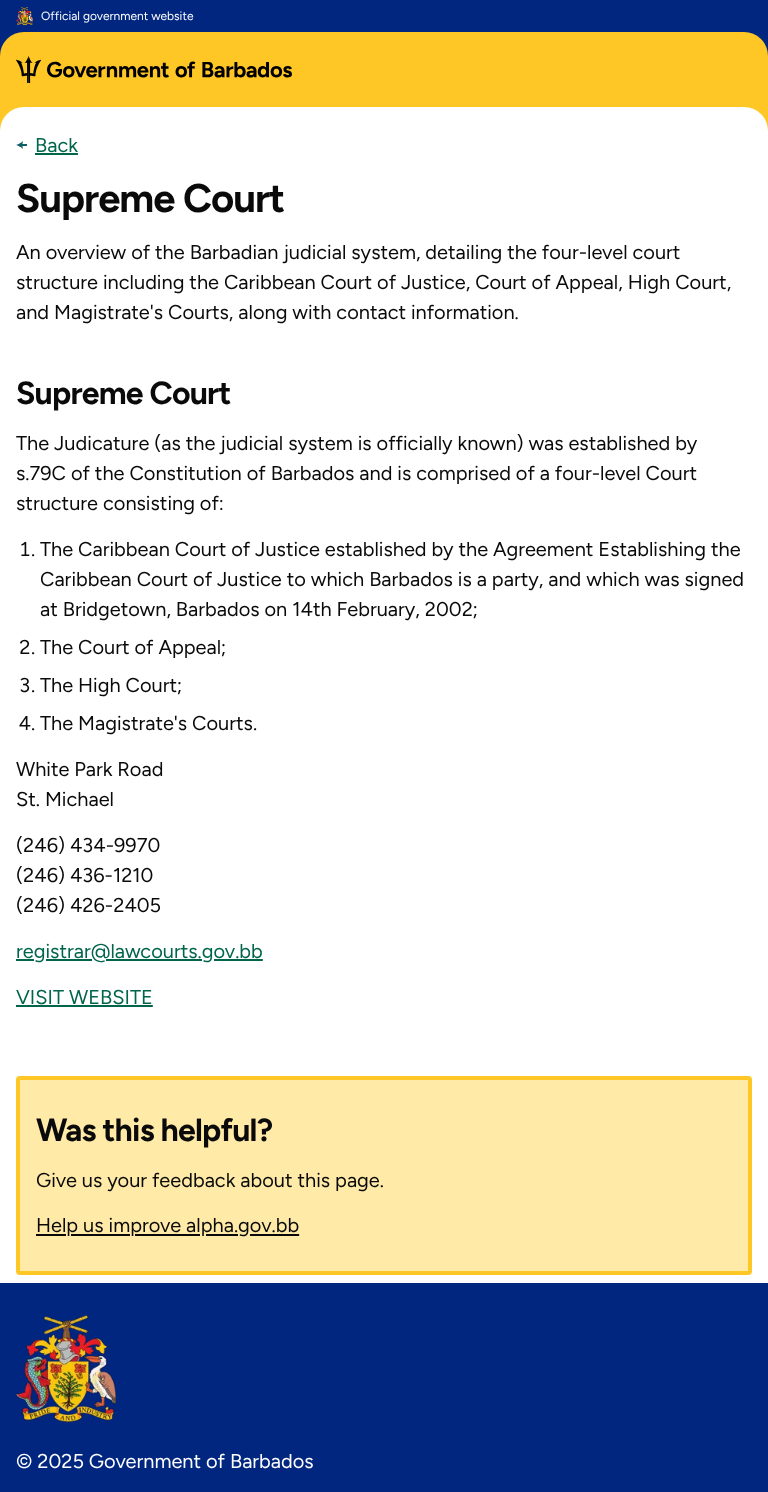 Official government website
Government of Barbados
Back
Supreme Court
An overview of the Barbadian judicial system, detailing the four-level court
structure including the Caribbean Court of Justice, Court of Appeal, High Court,
and Magistrate's Courts, along with contact information.
Supreme Court
The Judicature (as the judicial system is officially known) was established by
s.79C of the Constitution of Barbados and is comprised of a four-level Court
structure consisting of:
1. The Caribbean Court of Justice established by the Agreement Establishing the
Caribbean Court of Justice to which Barbados is a party, and which was signed
at Bridgetown, Barbados on 14th February, 2002;
2. The Court of Appeal;
3. The High Court;
4. The Magistrate's Courts.
White Park Road
St. Michael
(246) 434-9970
(246) 436-1210
(246) 426-2405
registrar@lawcourts.gov.bb
VISIT WEBSITE
Was this helpful?
Give us your feedback about this page.
Help us improve alpha.gov.bb
PRIDE AND INDUSTRY
© 2025 Government of Barbados